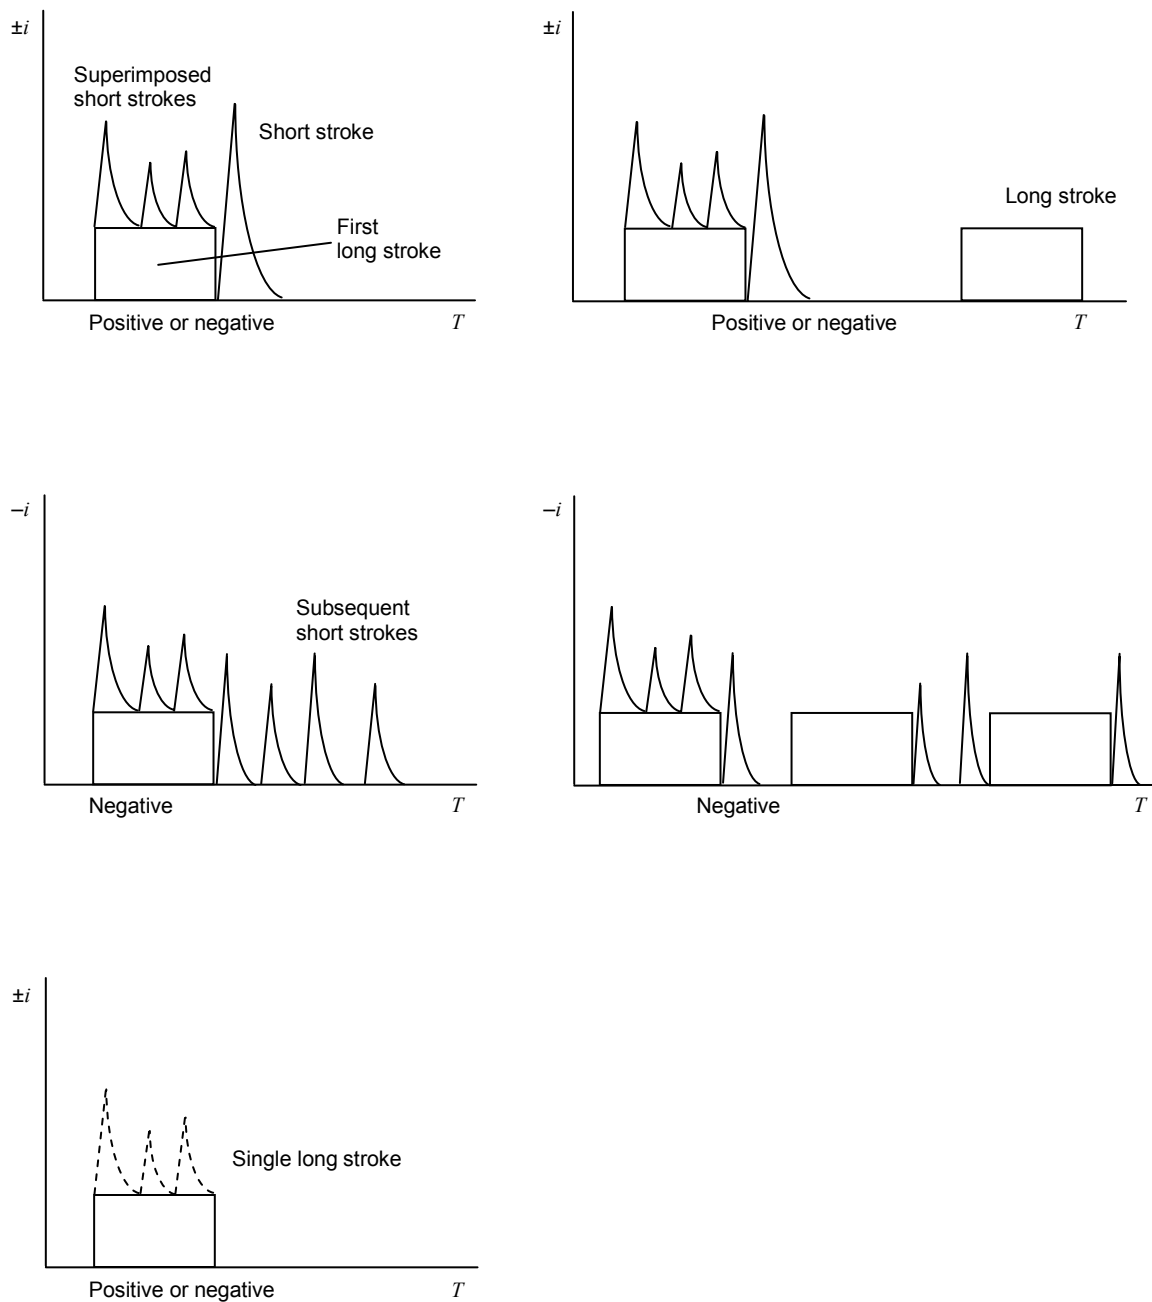 ±i
Superimposed
short strokes
Short stroke
First
long stroke
Positive or negative
T
±i
Long stroke
Positive or negative
T
–i
Subsequent
short strokes
Negative
T
–i
Negative
T
±i
Single long stroke
Positive or negative
T